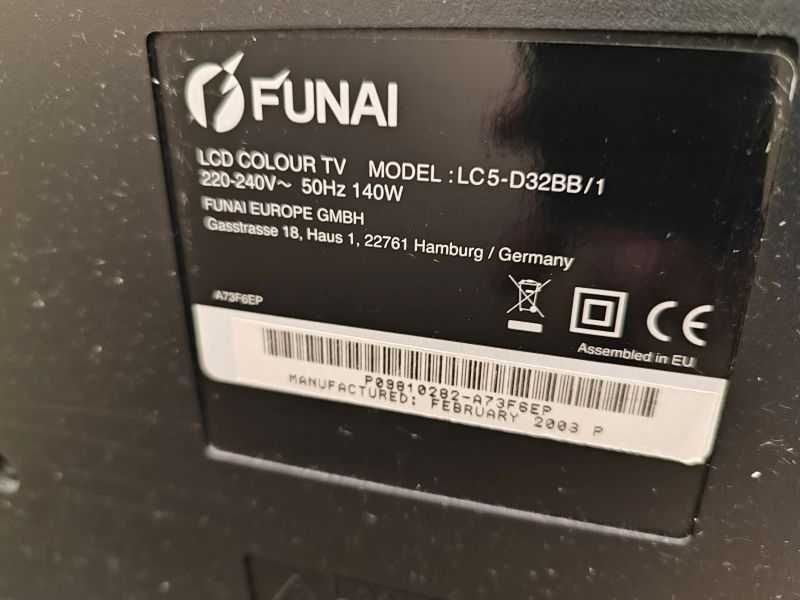 FUNAI
LCD COLOUR TV MODEL : LC5-D32BB/1
220-240V~ 50Hz 140W
FUNAI EUROPE GMBH
Gasstrasse 18, Haus 1, 22761 Hamburg / Germany
A73F6EP
CE
Assembled in EU
P09810282-A73F6EP
MANUFACTURED: FEBRUARY 2003 P